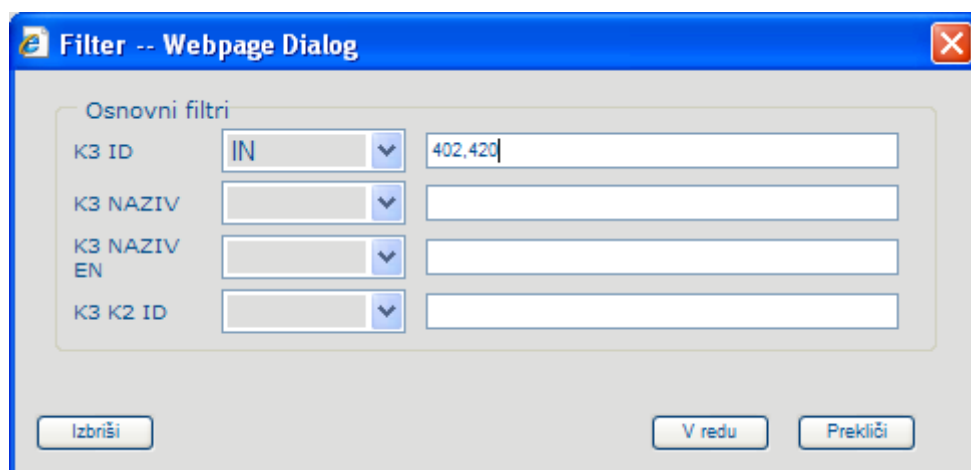 Filter -- Webpage Dialog
Osnovni filtri
K3 ID IN 402,420
K3 NAZIV
K3 NAZIV
EN
K3 K2 ID
Izbriši V redu Prekliči